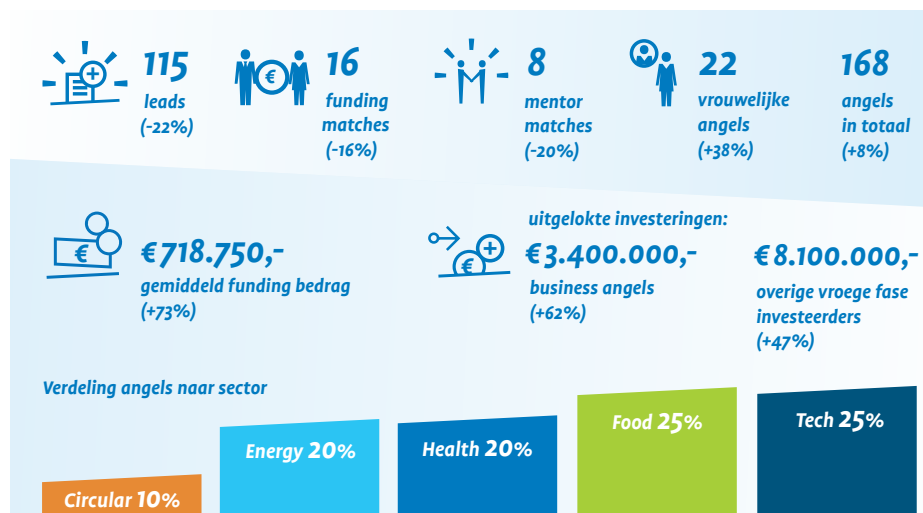 115
leads
(-22%)
16
funding
matches
(-16%)
8
mentor
matches
(-20%)
22
vrouwelijke
angels
(+38%)
168
angels
in totaal
(+8%)
€
€
€ 718.750,-
gemiddeld funding bedrag
(+73%)
€
uitgelokte investeringen:
€ 3.400.000,-
business angels
(+62%)
€ 8.100.000,-
overige vroege fase
investeerders
(+47%)
Verdeling angels naar sector
Circular 10%
Energy 20%
Health 20%
Food 25%
Tech 25%